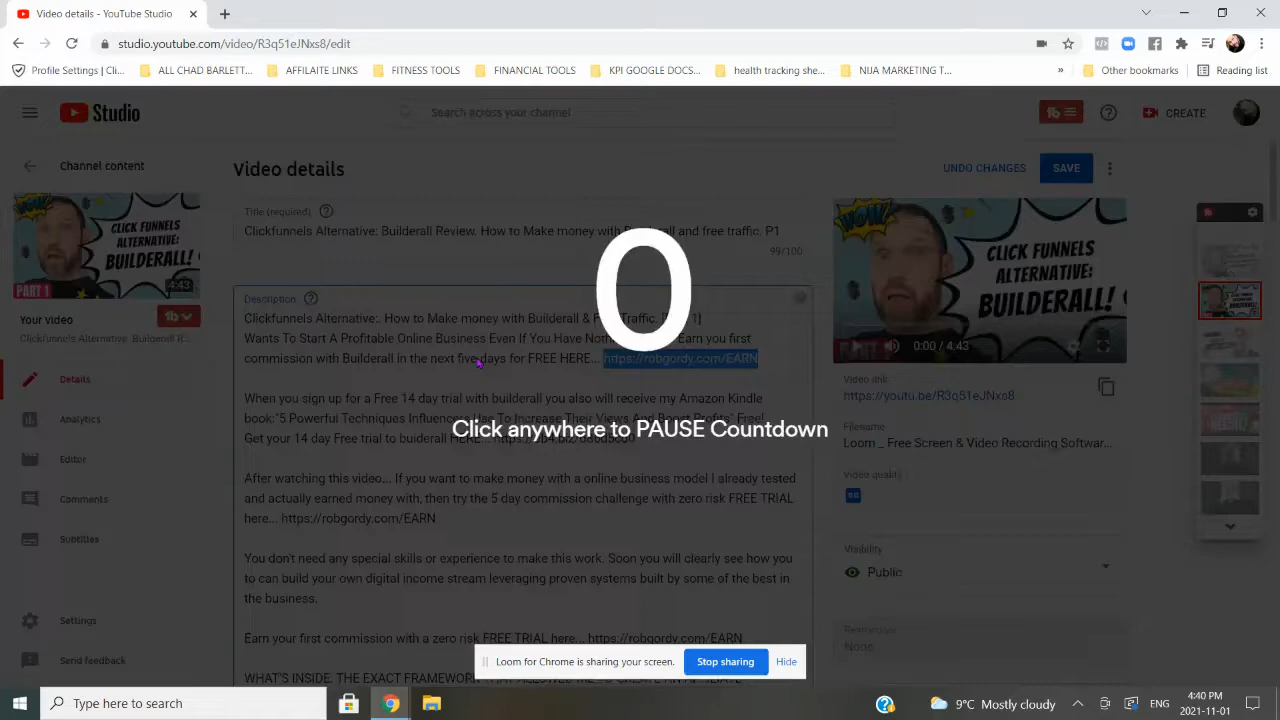 Video details - YouTube Studio
studio.youtube.com/video/R3q51eJNxs8/edit
Profile Settings | Cli...
ALL CHAD BARLETT...
AFFILAITE LINKS
FITNESS TOOLS
FINANCIAL TOOLS
KPI GOOGLE DOCS...
health tracking she...
NIJA MARKETING T...
»
Other bookmarks
Reading list
Studio
Search across your channel
CREATE
Channel content
Video details
UNDO CHANGES
SAVE
WOW
CLICK FUNNELS
ALTERNATIVE:
BUILDERALL!
PART 1
4:43
Your video
Clickfunnels Alternative: Builderall R...
Details
Analytics
Editor
Comments
Subtitles
Settings
Send feedback
Title (required)
Clickfunnels Alternative: Builderall Review. How to Make money with Builderall and free traffic. P1
99/100
0
Description
Clickfunnels Alternative:. How to Make money with Builderall &
Wants To Start A Profitable Online Business Even If You Have Earn you first
commission with Builderall in the next five days for FREE HERE... https://robgordy.com/EARN
When you sign up for a Free 14 day trial with builderall you also will receive my Amazon Kindle
book:"5 Powerful Techniques Influencers Use To Increase Their Views And Boost Profits" Free!
Get your 14 day Free trial to buiderall HERE...
Click anywhere to PAUSE Countdown
After watching this video... If you want to make money with a online business model I already tested
and actually earned money with, then try the 5 day commission challenge with zero risk FREE TRIAL
here... https://robgordy.com/EARN
You don't need any special skills or experience to make this work. Soon you will clearly see how you
to can build your own digital income stream leveraging proven systems built by some of the best in
the business.
Earn your first commission with a zero risk FREE TRIAL here... https://robgordy.com/EARN
WHAT'S INSIDE. THE EXACT FRAMEWORK
WOW
CLICK FUNNELS
ALTERNATIVE:
BUILDERALL!
0:00 / 4:43
Video link
https://youtu.be/R3q51eJNxs8
Filename
Loom _ Free Screen & Video Recording Softwar...
Video quality
Visibility
Public
Restrictions
None
Loom for Chrome is sharing your screen.
Stop sharing
Hide
Type here to search
9°C Mostly cloudy
ENG
4:40 PM
2021-11-01